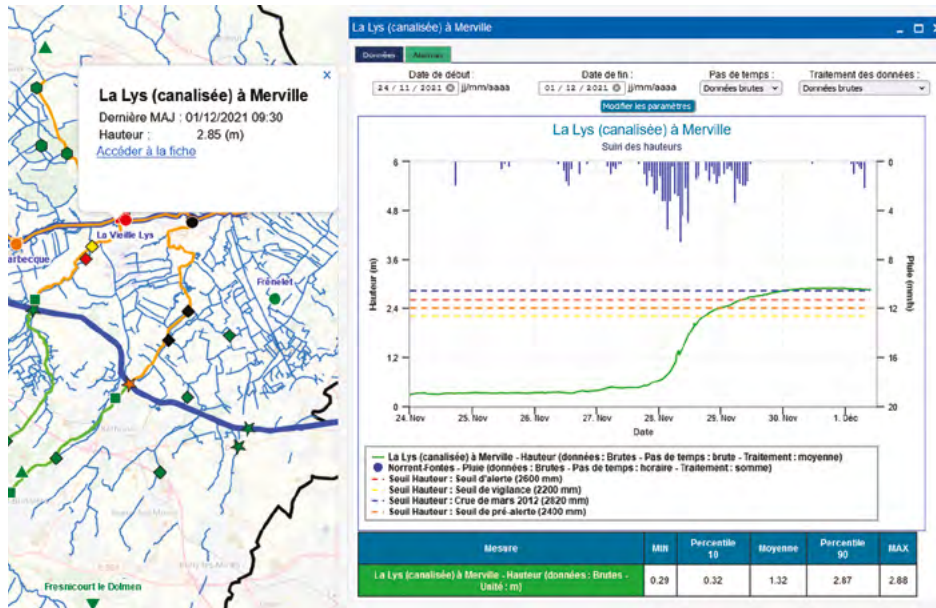 La Lys (canalisée) à Merville
Dernière MAJ : 01/12/2021 09:30
Hauteur : 2.85 (m)
Accéder à la fiche
La Vieille Lys
arbecque
Frénelet
Fresnicourt le Dolmen
La Lys (canalisée) à Merville
Données
Date de début :
Date de fin :
Pas de temps :
Traitement des données :
24 / 11 / 2021 jj/mm/aaaa
01 / 12 / 2021 jj/mm/aaaa
Données brutes
Données brutes
Modifier les paramètres
La Lys (canalisée) à Merville
Suivi des hauteurs
Hauteur (m)
6
4.8
3.6
2.4
1.2
0
Pluie (mm/h)
0
4
8
12
16
20
24. Nov
25. Nov
26. Nov
27. Nov
28. Nov
29. Nov
30. Nov
1. Déc
Date
La Lys (canalisée) à Merville - Hauteur (données : Brutes - Pas de temps : brute - Traitement : moyenne)
Norrent-Fontes - Pluie (données : Brutes - Pas de temps : horaire - Traitement : somme)
Seuil Hauteur : Seuil d'alerte (2600 mm)
Seuil Hauteur : Seuil de vigilance (2200 mm)
Seuil Hauteur : Crue de mars 2012 (2820 mm)
Seuil Hauteur : Seuil de pré-alerte (2400 mm)
Mesure MIN Percentile 10 Moyenne Percentile 90 MAX
La Lys (canalisée) à Merville - Hauteur (données : Brutes -
Unité : m)
0.29 0.32 1.32 2.87 2.88